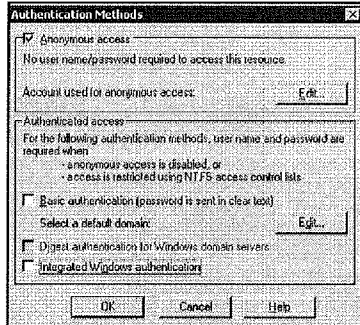 Authentication Methods
Anonymous access
No user name/password required to access this resource.
Account used for anonymous access:
Edit...
Authenticated access
For the following authentication methods, user name and password are
required when
- anonymous access is disabled, or
- access is restricted using NTFS access control lists
Basic authentication (password is sent in clear text)
Select a default domain:
Edit...
Digest authentication for Windows domain servers
Integrated Windows authentication
OK
Cancel
Help